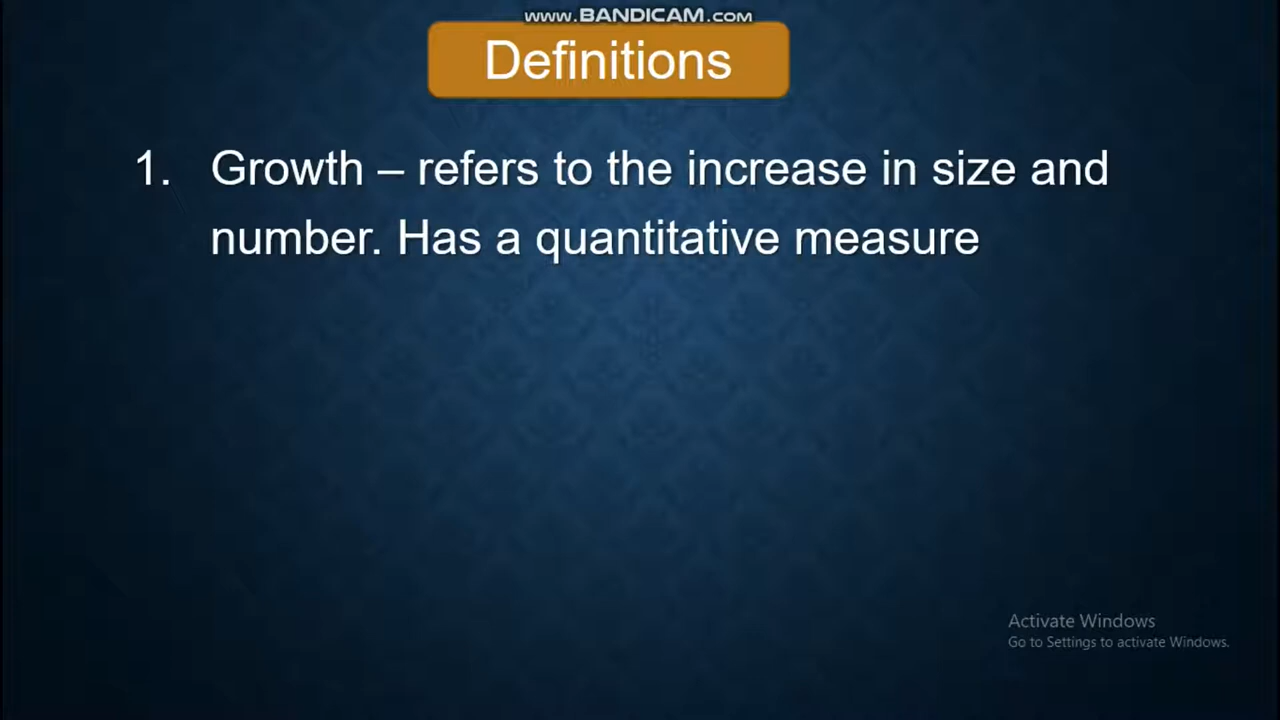 www.BANDICAM.com
Definitions
1. Growth – refers to the increase in size and
number. Has a quantitative measure
Activate Windows
Go to Settings to activate Windows.